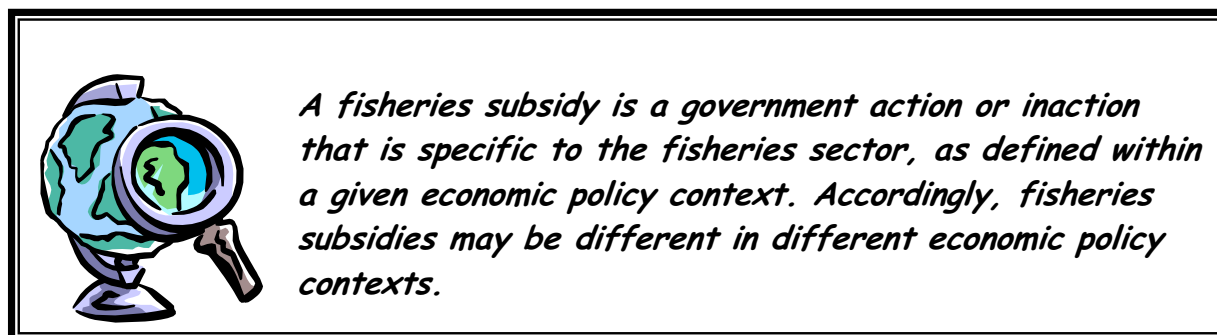 A fisheries subsidy is a government action or inaction
that is specific to the fisheries sector, as defined within
a given economic policy context. Accordingly, fisheries
subsidies may be different in different economic policy
contexts.